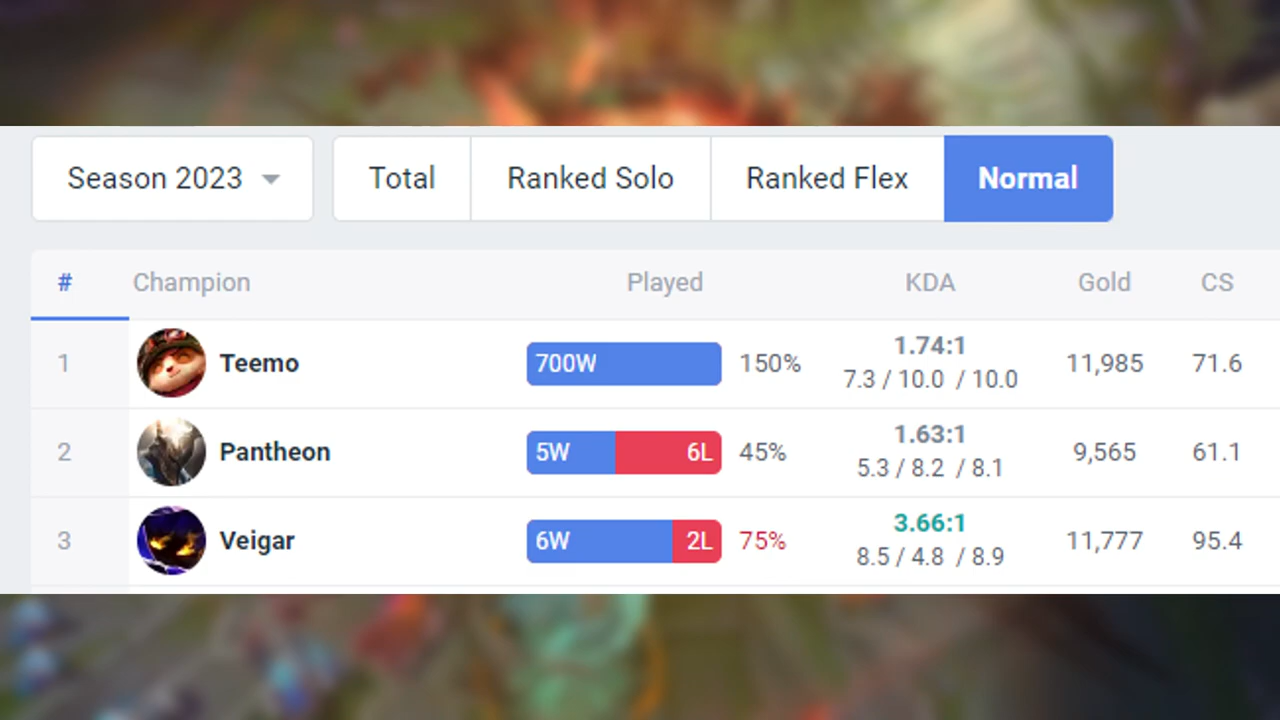 Season 2023 Total Ranked Solo Ranked Flex Normal
# Champion Played KDA Gold CS
1 Teemo 700W 150% 1.74:1 7.3 / 10.0 / 10.0 11,985 71.6
2 Pantheon 5W 6L 45% 1.63:1 5.3 / 8.2 / 8.1 9,565 61.1
3 Veigar 6W 2L 75% 3.66:1 8.5 / 4.8 / 8.9 11,777 95.4